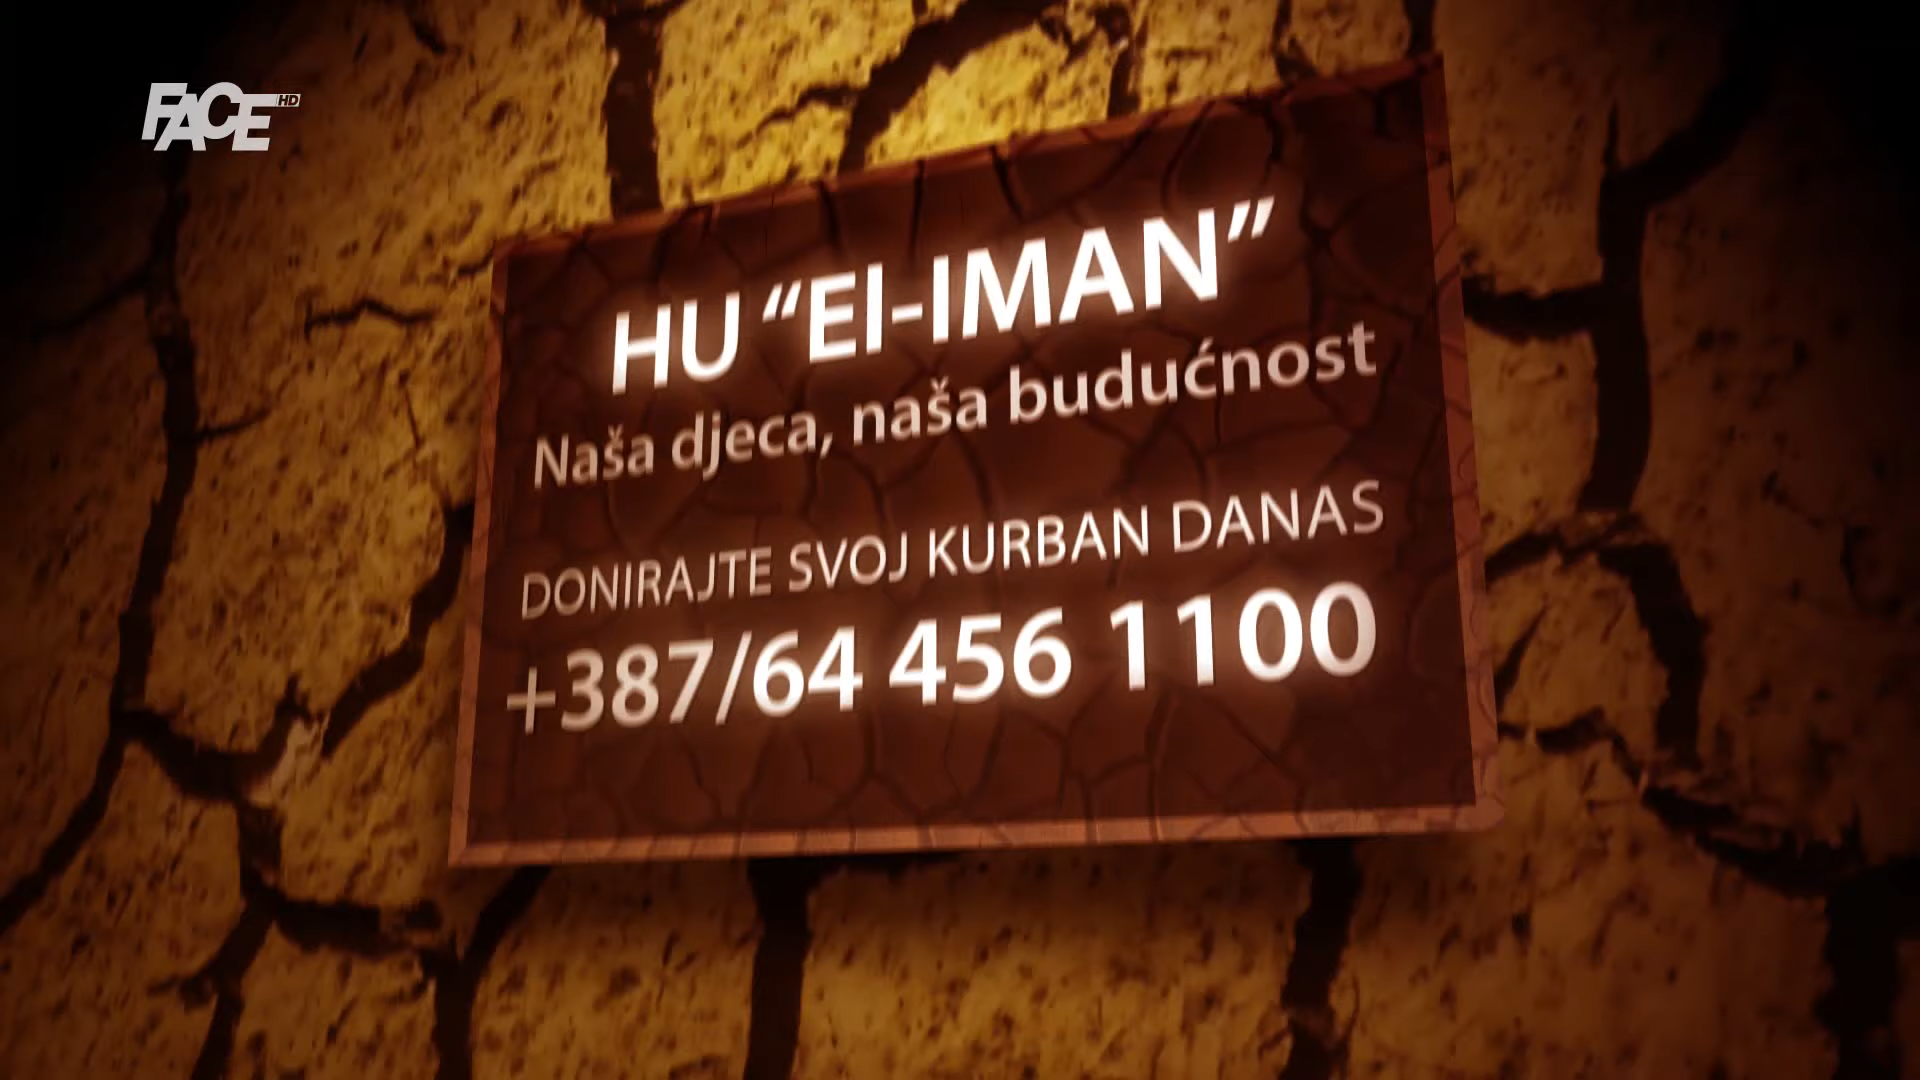 FACE HD
HU “El-IMAN”
Naša djeca, naša budućnost
DONIRAJTE SVOJ KURBAN DANAS
+387/64 456 1100